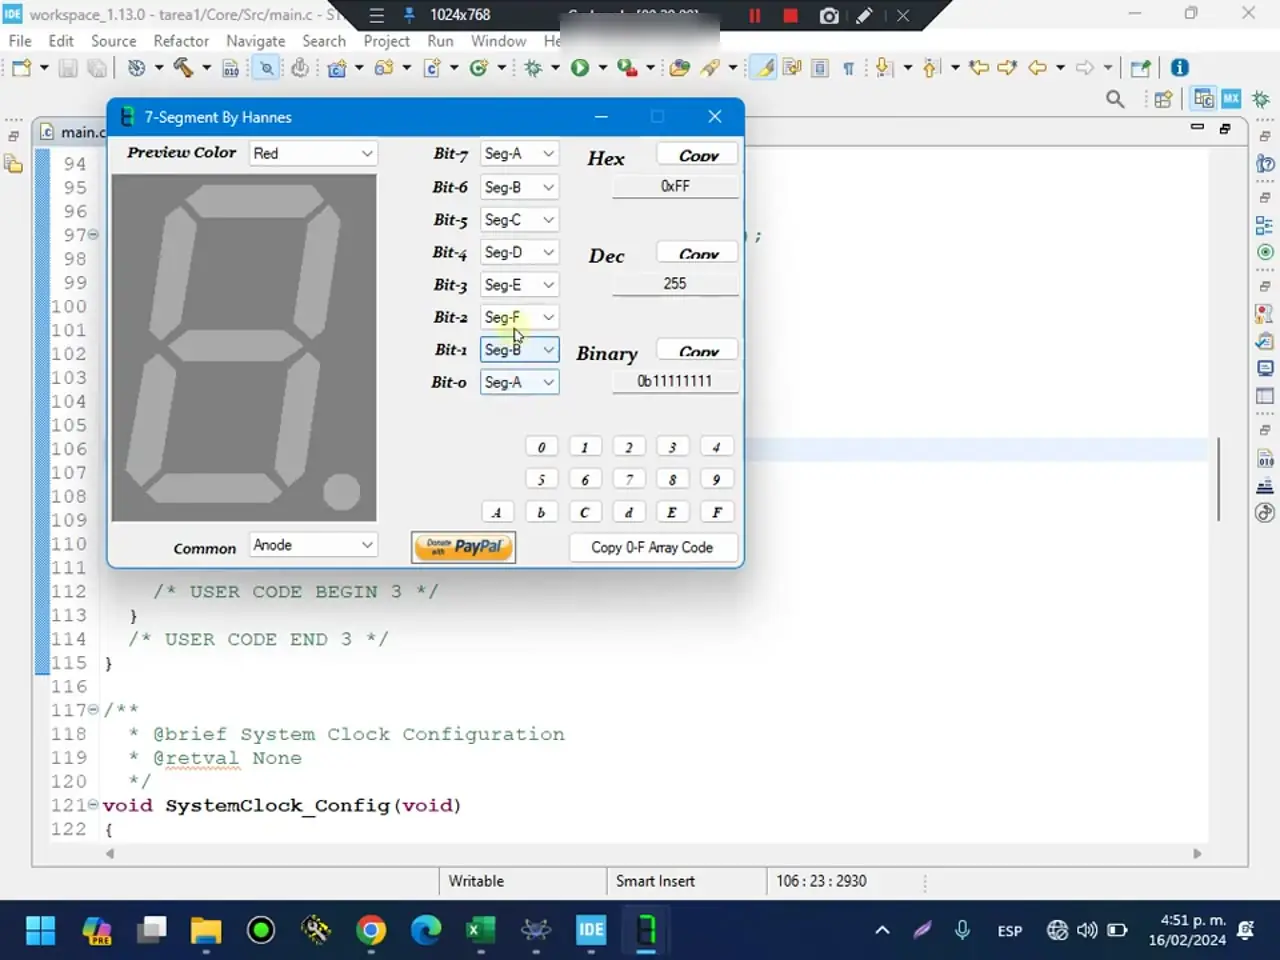 workspace_1.13.0 - tarea1/Core/Src/main.c - ST
1024x768
File Edit Source Refactor Navigate Search Project Run Window He
7-Segment By Hannes
main.c
Preview Color Red
Bit-7 Seg-A
Bit-6 Seg-B
Bit-5 Seg-C
Bit-4 Seg-D
Bit-3 Seg-E
Bit-2 Seg-F
Bit-1 Seg-B
Bit-0 Seg-A
Hex Copy
0xFF
Dec Copy
255
Binary Copy
0b11111111
0 1 2 3 4
5 6 7 8 9
A b C d E F
Common Anode
Donate with PayPal
Copy 0-F Array Code
94
95
96
97 );
98
99
100
101
102
103
104
105
106
107
108
109
110
111
112 /* USER CODE BEGIN 3 */
113 }
114 /* USER CODE END 3 */
115 }
116
117 /**
118 * @brief System Clock Configuration
119 * @retval None
120 */
121 void SystemClock_Config(void)
122 {
Writable Smart Insert 106 : 23 : 2930
PRE
IDE
ESP
4:51 p. m.
16/02/2024